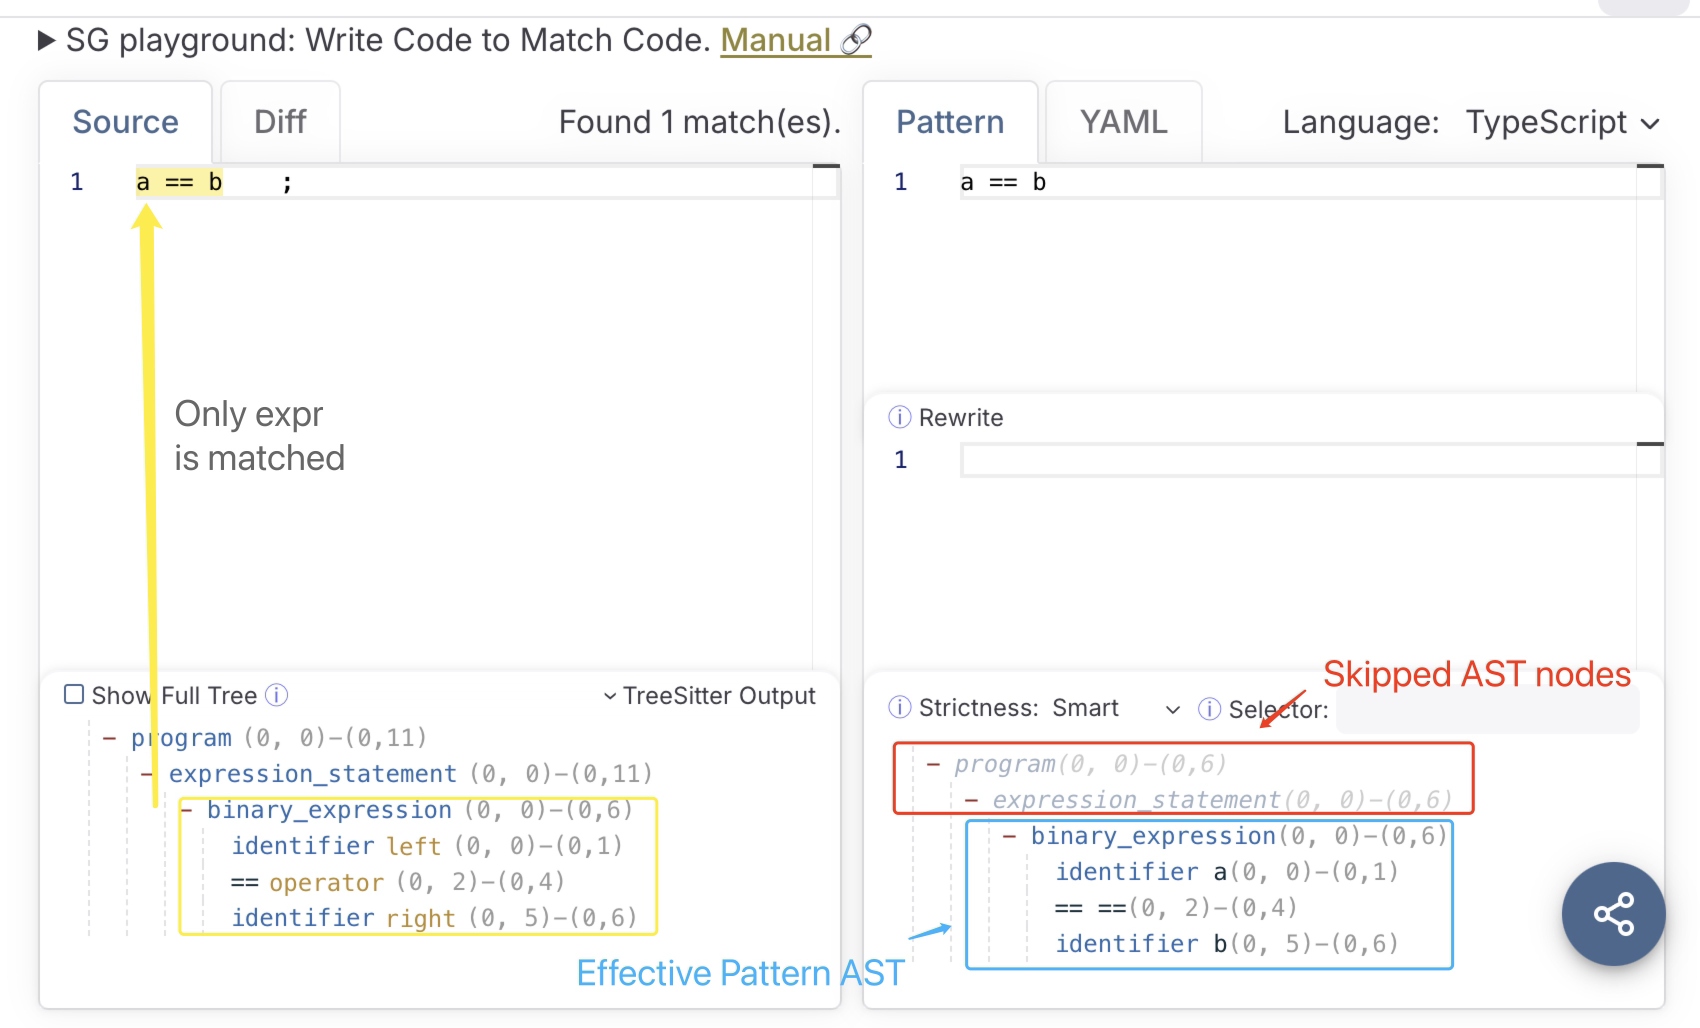 ▶ SG playground: Write Code to Match Code. Manual 🔗
Source Diff Found 1 match(es).
1 a == b    ;
Only expr
is matched
Show Full Tree ⓘ TreeSitter Output
− program (0, 0)−(0,11)
− expression_statement (0, 0)−(0,11)
− binary_expression (0, 0)−(0,6)
identifier left (0, 0)−(0,1)
== operator (0, 2)−(0,4)
identifier right (0, 5)−(0,6)
Pattern YAML Language: TypeScript
1 a == b
ⓘ Rewrite
1
Skipped AST nodes
ⓘ Strictness: Smart ⓘ Selector:
− program(0, 0)−(0,6)
− expression_statement(0, 0)−(0,6)
− binary_expression(0, 0)−(0,6)
identifier a(0, 0)−(0,1)
== ==(0, 2)−(0,4)
identifier b(0, 5)−(0,6)
Effective Pattern AST